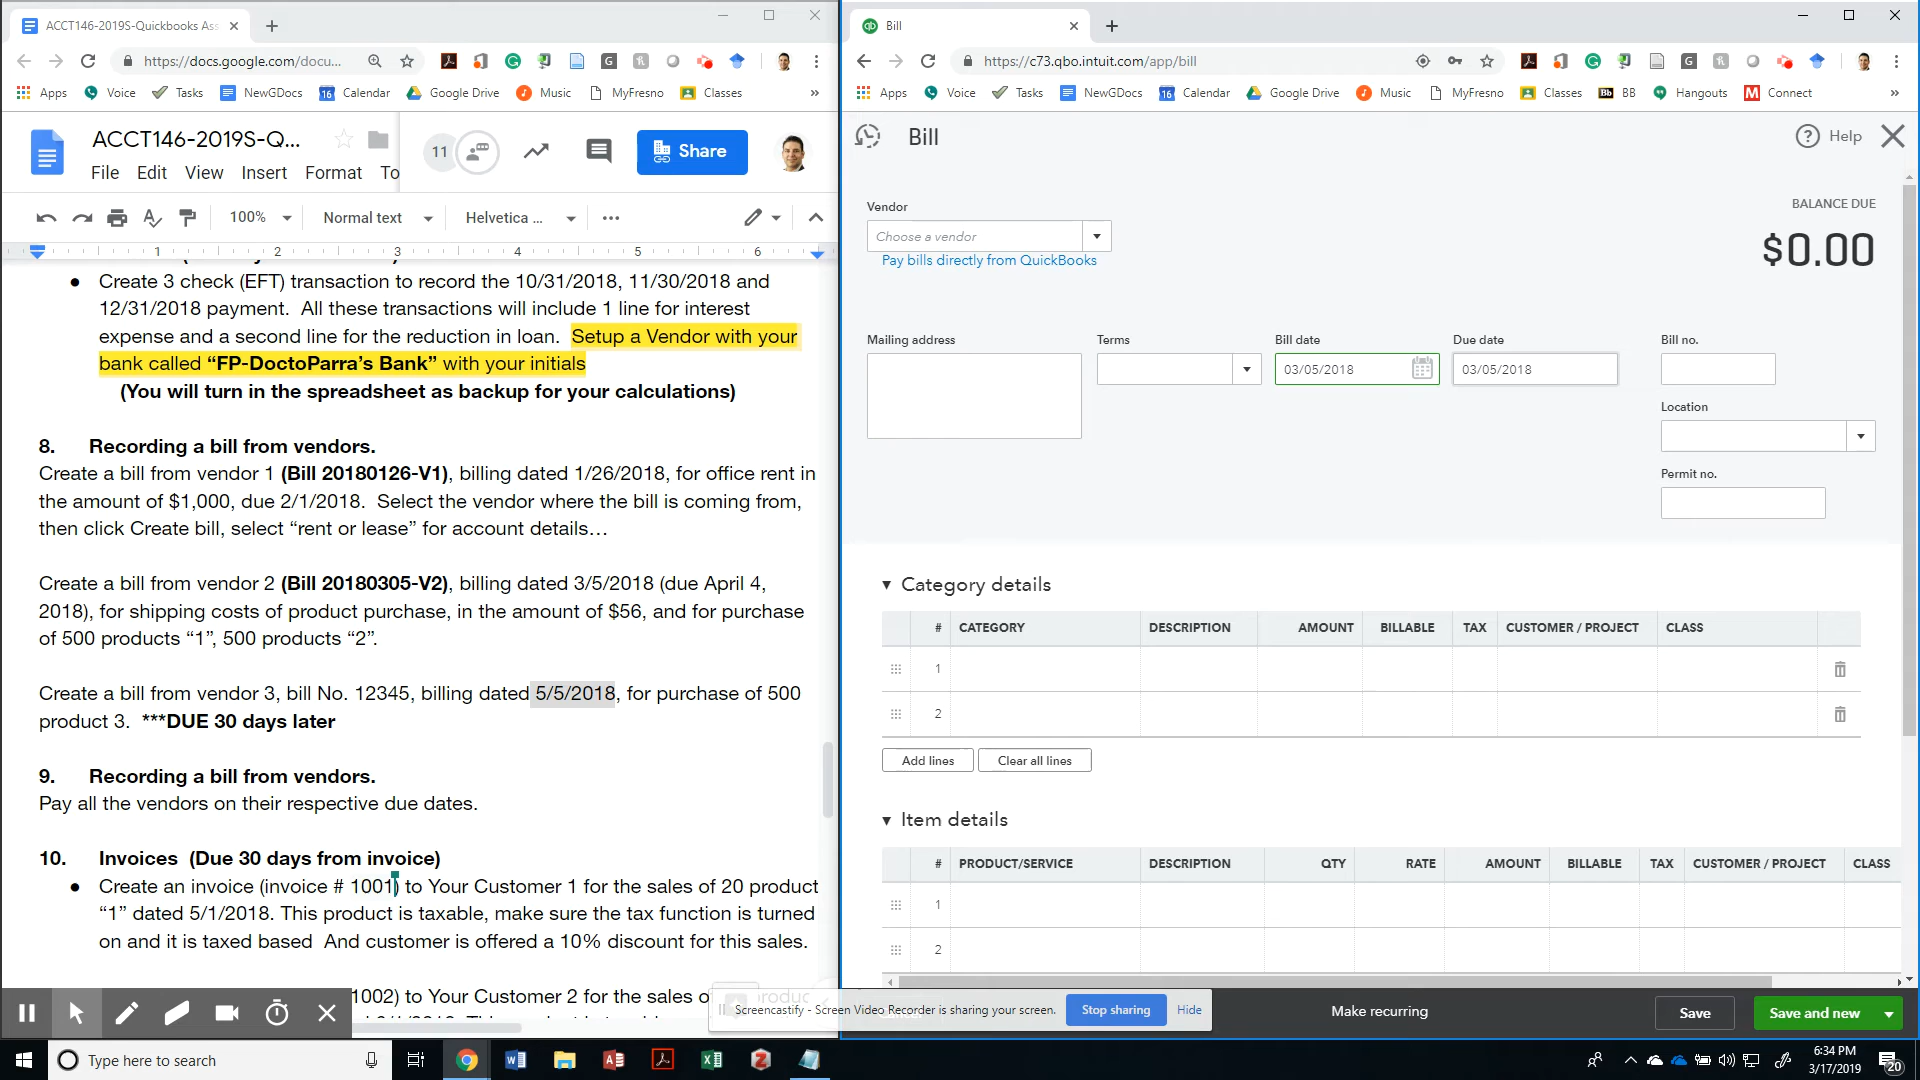 ACCT146-2019S-Quickbooks Ass
https://docs.google.com/docu...
Apps
Voice
Tasks
NewGDocs
Calendar
Google Drive
Music
MyFresno
Classes
»
ACCT146-2019S-Q...
11
Share
File Edit View Insert Format To
100%
Normal text
Helvetica ...
1 2 3 4 5 6
● Create 3 check (EFT) transaction to record the 10/31/2018, 11/30/2018 and
12/31/2018 payment. All these transactions will include 1 line for interest
expense and a second line for the reduction in loan. Setup a Vendor with your
bank called “FP-DoctoParra’s Bank” with your initials
(You will turn in the spreadsheet as backup for your calculations)
8. Recording a bill from vendors.
Create a bill from vendor 1 (Bill 20180126-V1), billing dated 1/26/2018, for office rent in
the amount of $1,000, due 2/1/2018. Select the vendor where the bill is coming from,
then click Create bill, select “rent or lease” for account details…
Create a bill from vendor 2 (Bill 20180305-V2), billing dated 3/5/2018 (due April 4,
2018), for shipping costs of product purchase, in the amount of $56, and for purchase
of 500 products “1”, 500 products “2”.
Create a bill from vendor 3, bill No. 12345, billing dated 5/5/2018, for purchase of 500
product 3. ***DUE 30 days later
9. Recording a bill from vendors.
Pay all the vendors on their respective due dates.
10. Invoices (Due 30 days from invoice)
● Create an invoice (invoice # 1001) to Your Customer 1 for the sales of 20 product
“1” dated 5/1/2018. This product is taxable, make sure the tax function is turned
on and it is taxed based And customer is offered a 10% discount for this sales.
1002) to Your Customer 2 for the sales o
Bill
https://c73.qbo.intuit.com/app/bill
Apps
Voice
Tasks
NewGDocs
Calendar
Google Drive
Music
MyFresno
Classes
BB
Hangouts
Connect
»
Bill
Help
Vendor
BALANCE DUE
Choose a vendor
$0.00
Pay bills directly from QuickBooks
Mailing address
Terms
Bill date
Due date
Bill no.
03/05/2018
03/05/2018
Location
Permit no.
Category details
# CATEGORY DESCRIPTION AMOUNT BILLABLE TAX CUSTOMER / PROJECT CLASS
1
2
Add lines
Clear all lines
Item details
# PRODUCT/SERVICE DESCRIPTION QTY RATE AMOUNT BILLABLE TAX CUSTOMER / PROJECT CLASS
1
2
Screencastify - Screen Video Recorder is sharing your screen.
Stop sharing
Hide
Make recurring
Save
Save and new
Type here to search
6:34 PM
3/17/2019
20